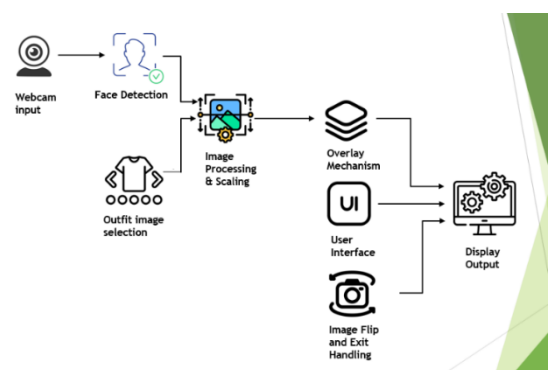 Webcam
input
Face Detection
Outfit image
selection
Image
Processing
& Scaling
Overlay
Mechanism
UI
User
Interface
Image Flip
and Exit
Handling
Display
Output